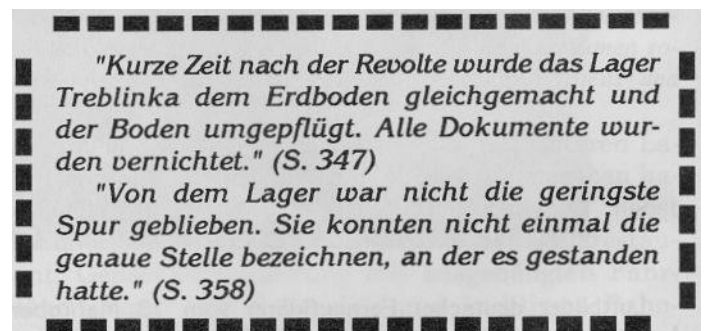 "Kurze Zeit nach der Revolte wurde das Lager
Treblinka dem Erdboden gleichgemacht und
der Boden umgepflügt. Alle Dokumente wur-
den vernichtet." (S. 347)
"Von dem Lager war nicht die geringste
Spur geblieben. Sie konnten nicht einmal die
genaue Stelle bezeichnen, an der es gestanden
hatte." (S. 358)